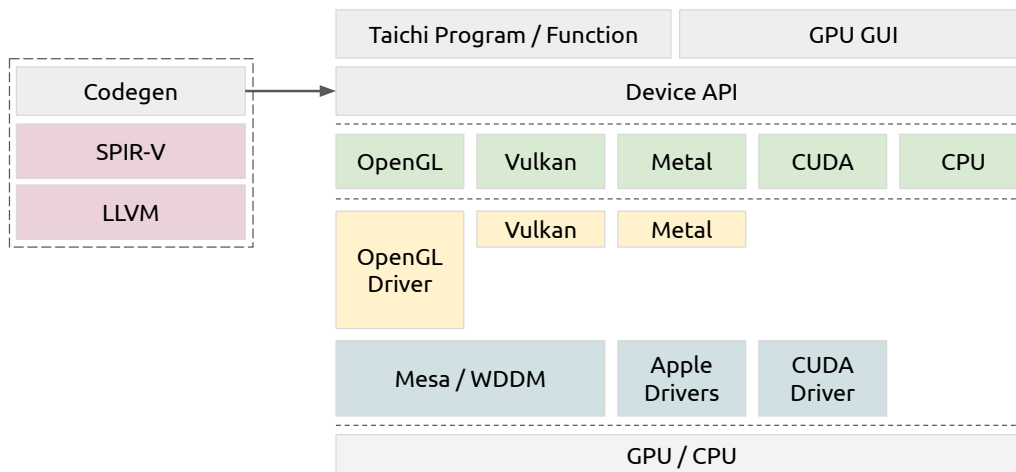 Taichi Program / Function
GPU GUI
Codegen
Device API
SPIR-V
LLVM
OpenGL
Vulkan
Metal
CUDA
CPU
OpenGL
Driver
Vulkan
Metal
Mesa / WDDM
Apple
Drivers
CUDA
Driver
GPU / CPU